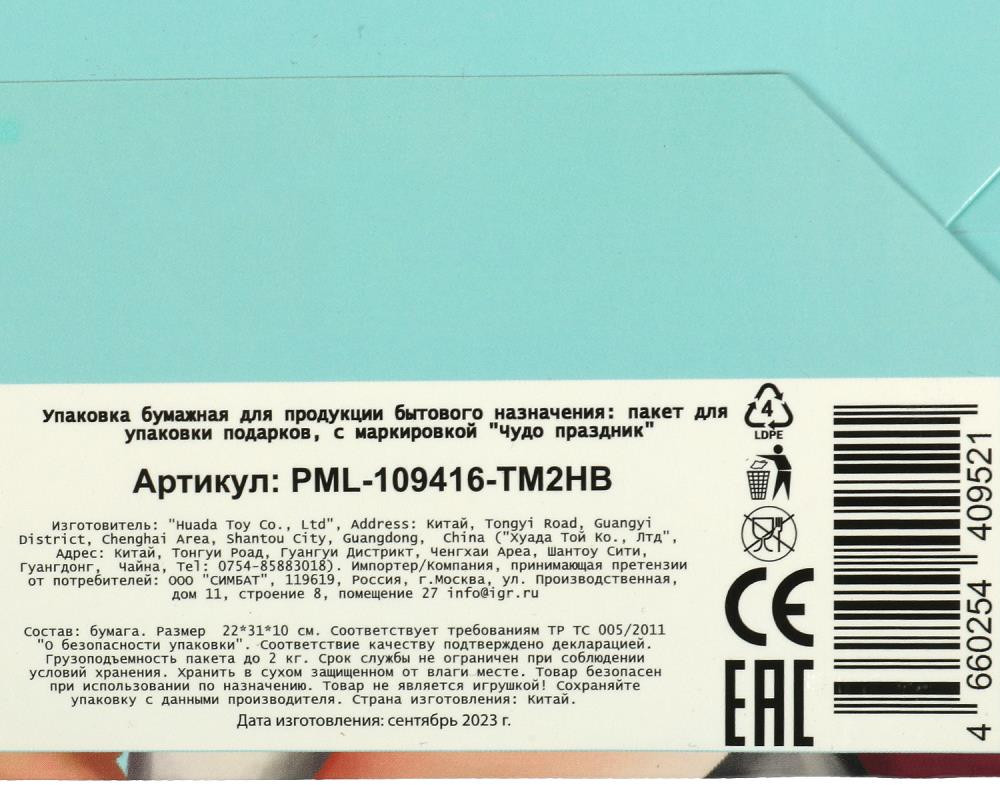 Упаковка бумажная для продукции бытового назначения: пакет для
упаковки подарков, с маркировкой "Чудо праздник"
Артикул: PML-109416-TM2HB
Изготовитель: "Huada Toy Co., Ltd", Address: Китай, Tongyi Road, Guangyi
District, Chenghai Area, Shantou City, Guangdong, China ("Хуада Той Ко., Лтд",
Адрес: Китай, Тонгуи Роад, Гуангуи Дистрикт, Ченгхаи Ареа, Шантоу Сити,
Гуангдонг, Чайна, Tel: 0754-85883018). Импортер/Компания, принимающая претензии
от потребителей: ООО "СИМБАТ", 119619, Россия, г.Москва, ул. Производственная,
дом 11, строение 8, помещение 27 info@igr.ru
Состав: бумага. Размер 22*31*10 см. Соответствует требованиям ТР ТС 005/2011
"О безопасности упаковки". Соответствие качеству подтверждено декларацией.
Грузоподъемность пакета до 2 кг. Срок службы не ограничен при соблюдении
условий хранения. Хранить в сухом защищенном от влаги месте. Товар безопасен
при использовании по назначению. Товар не является игрушкой! Сохраняйте
упаковку с данными производителя. Страна изготовления: Китай.
Дата изготовления: сентябрь 2023 г.
4
LDPE
CE
EAC
4 660254 409521